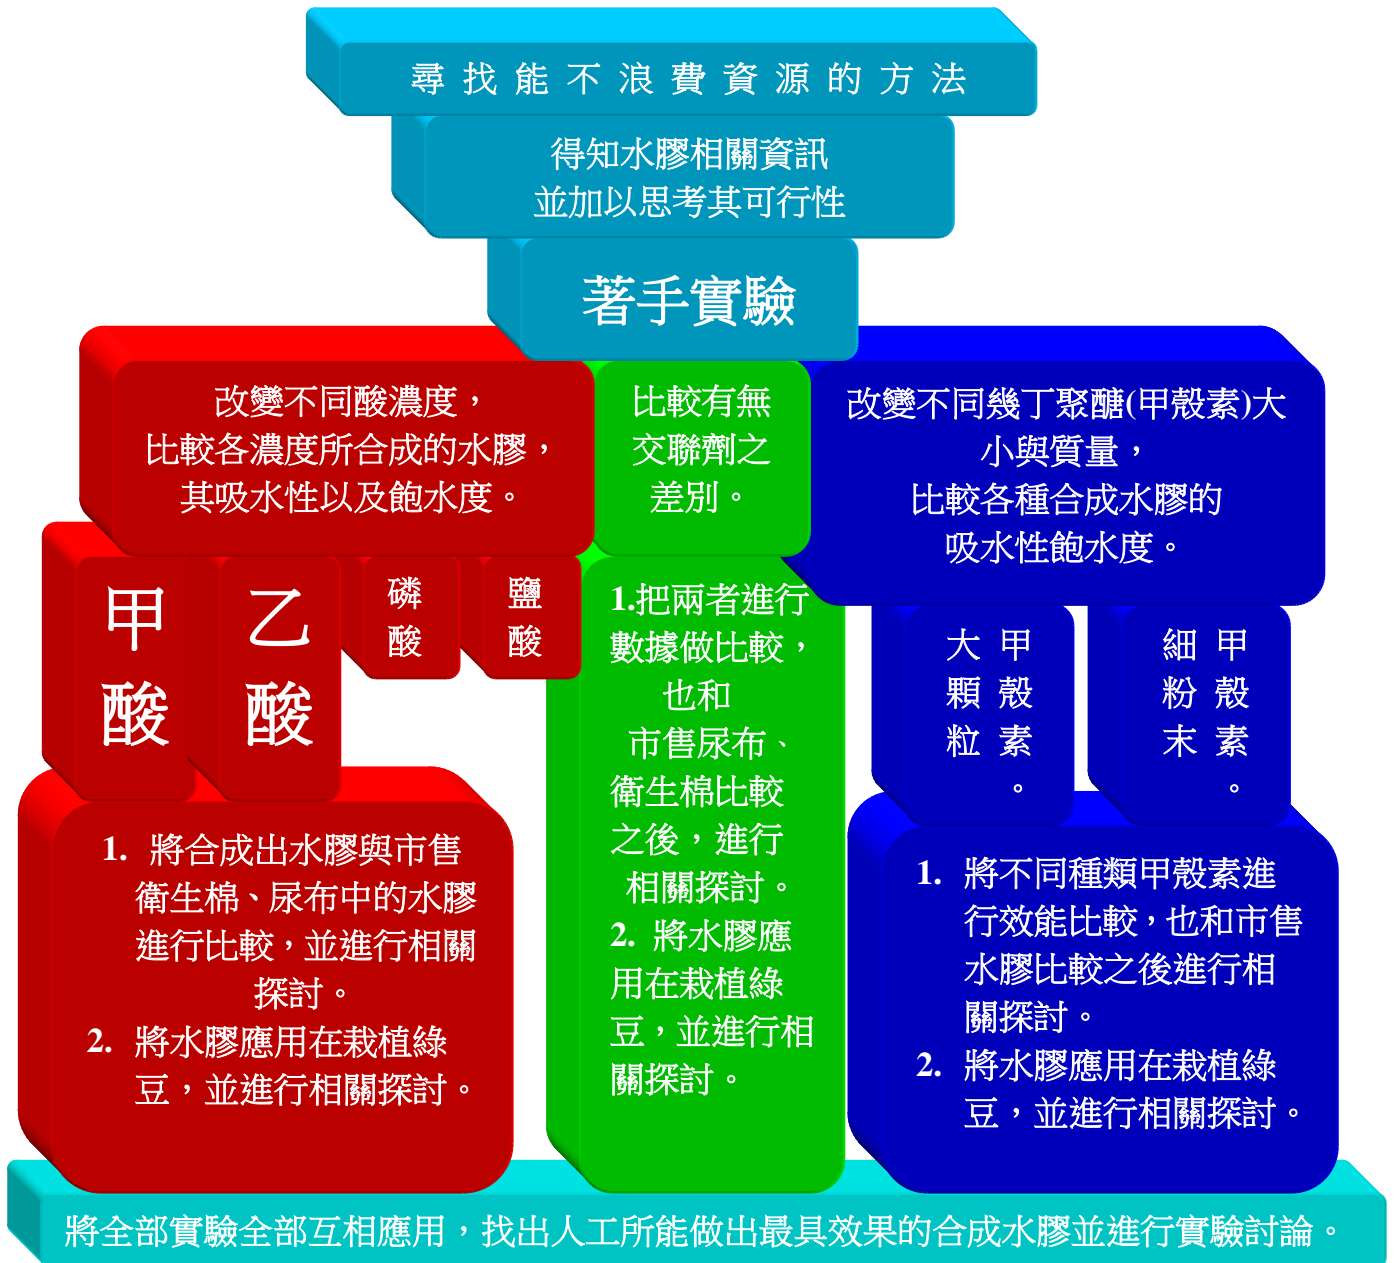 尋找能不浪費資源的方法
得知水膠相關資訊
並加以思考其可行性
著手實驗
改變不同酸濃度，
比較各濃度所合成的水膠，
其吸水性以及飽水度。
甲酸
乙酸
磷酸
鹽酸
1. 將合成出水膠與市售
衛生棉、尿布中的水膠
進行比較，並進行相關
探討。
2. 將水膠應用在栽植綠
豆，並進行相關探討。
比較有無
交聯劑之
差別。
1.把兩者進行
數據做比較，
也和
市售尿布、
衛生棉比較
之後，進行
相關探討。
2. 將水膠應
用在栽植綠
豆，並進行相
關探討。
改變不同幾丁聚醣(甲殼素)大
小與質量，
比較各種合成水膠的
吸水性飽水度。
甲殼素。
大顆粒
甲殼素。
細粉末
1. 將不同種類甲殼素進
行效能比較，也和市售
水膠比較之後進行相
關探討。
2. 將水膠應用在栽植綠
豆，並進行相關探討。
將全部實驗全部互相應用，找出人工所能做出最具效果的合成水膠並進行實驗討論。